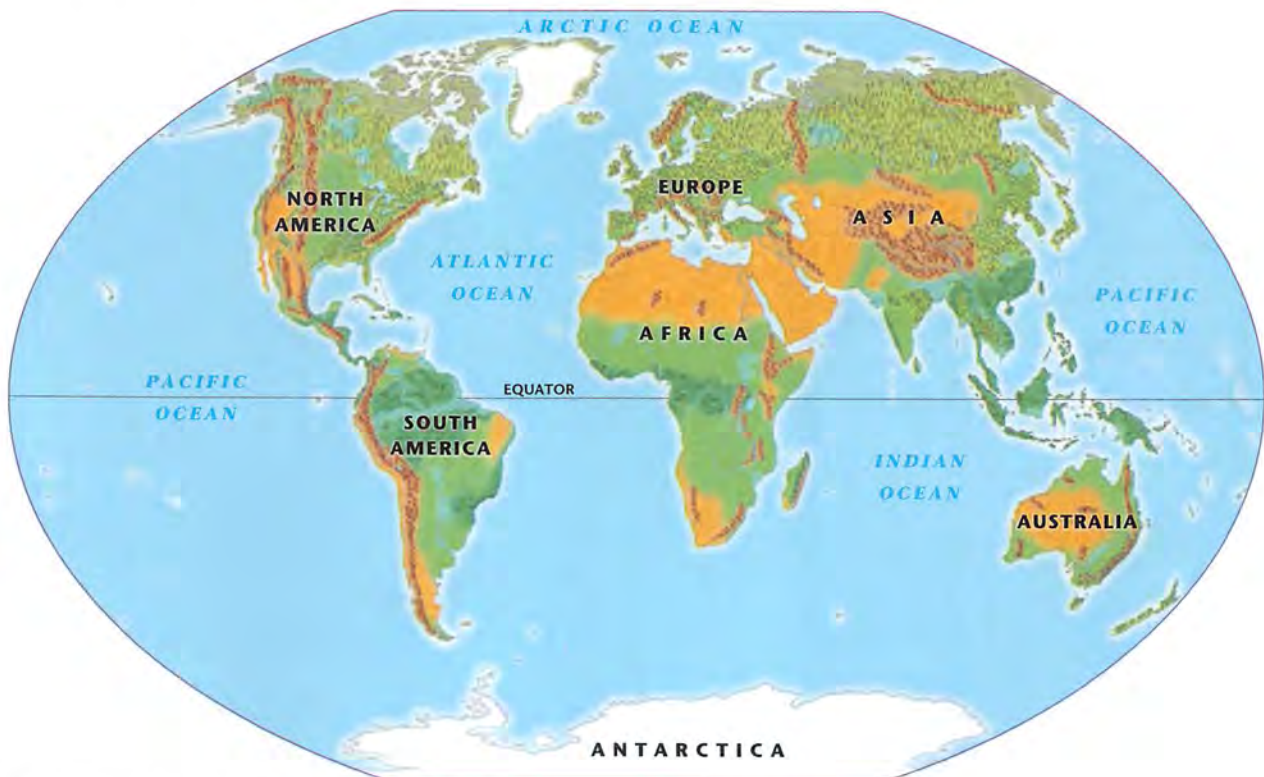 ARCTIC OCEAN
NORTH
AMERICA
EUROPE
ASIA
ATLANTIC
OCEAN
PACIFIC
OCEAN
AFRICA
PACIFIC
OCEAN
EQUATOR
SOUTH
AMERICA
INDIAN
OCEAN
AUSTRALIA
ANTARCTICA